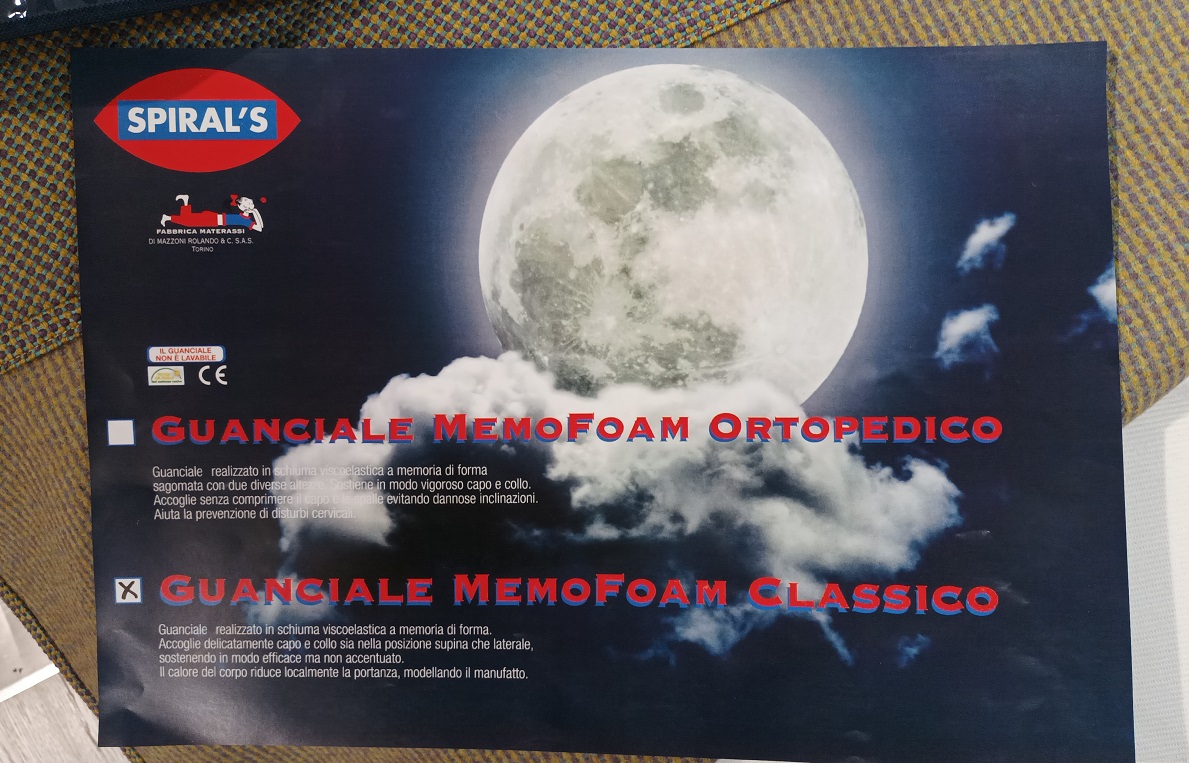 SPIRAL'S
FABBRICA MATERASSI
DI MAZZONI ROLANDO & C. S.A.S.
TORINO
IL GUANCIALE
NON È LAVABILE
CE
GUANCIALE MEMOFOAM ORTOPEDICO
Guanciale realizzato in schiuma viscoelastica a memoria di forma
sagomata con due diverse altezze. Sostiene in modo vigoroso capo e collo.
Accoglie senza comprimere il capo e le spalle evitando dannose inclinazioni.
Aiuta la prevenzione di disturbi cervicali.
X
GUANCIALE MEMOFOAM CLASSICO
Guanciale realizzato in schiuma viscoelastica a memoria di forma.
Accoglie delicatamente capo e collo sia nella posizione supina che laterale,
sostenendo in modo efficace ma non accentuato.
Il calore del corpo riduce localmente la portanza, modellando il manufatto.